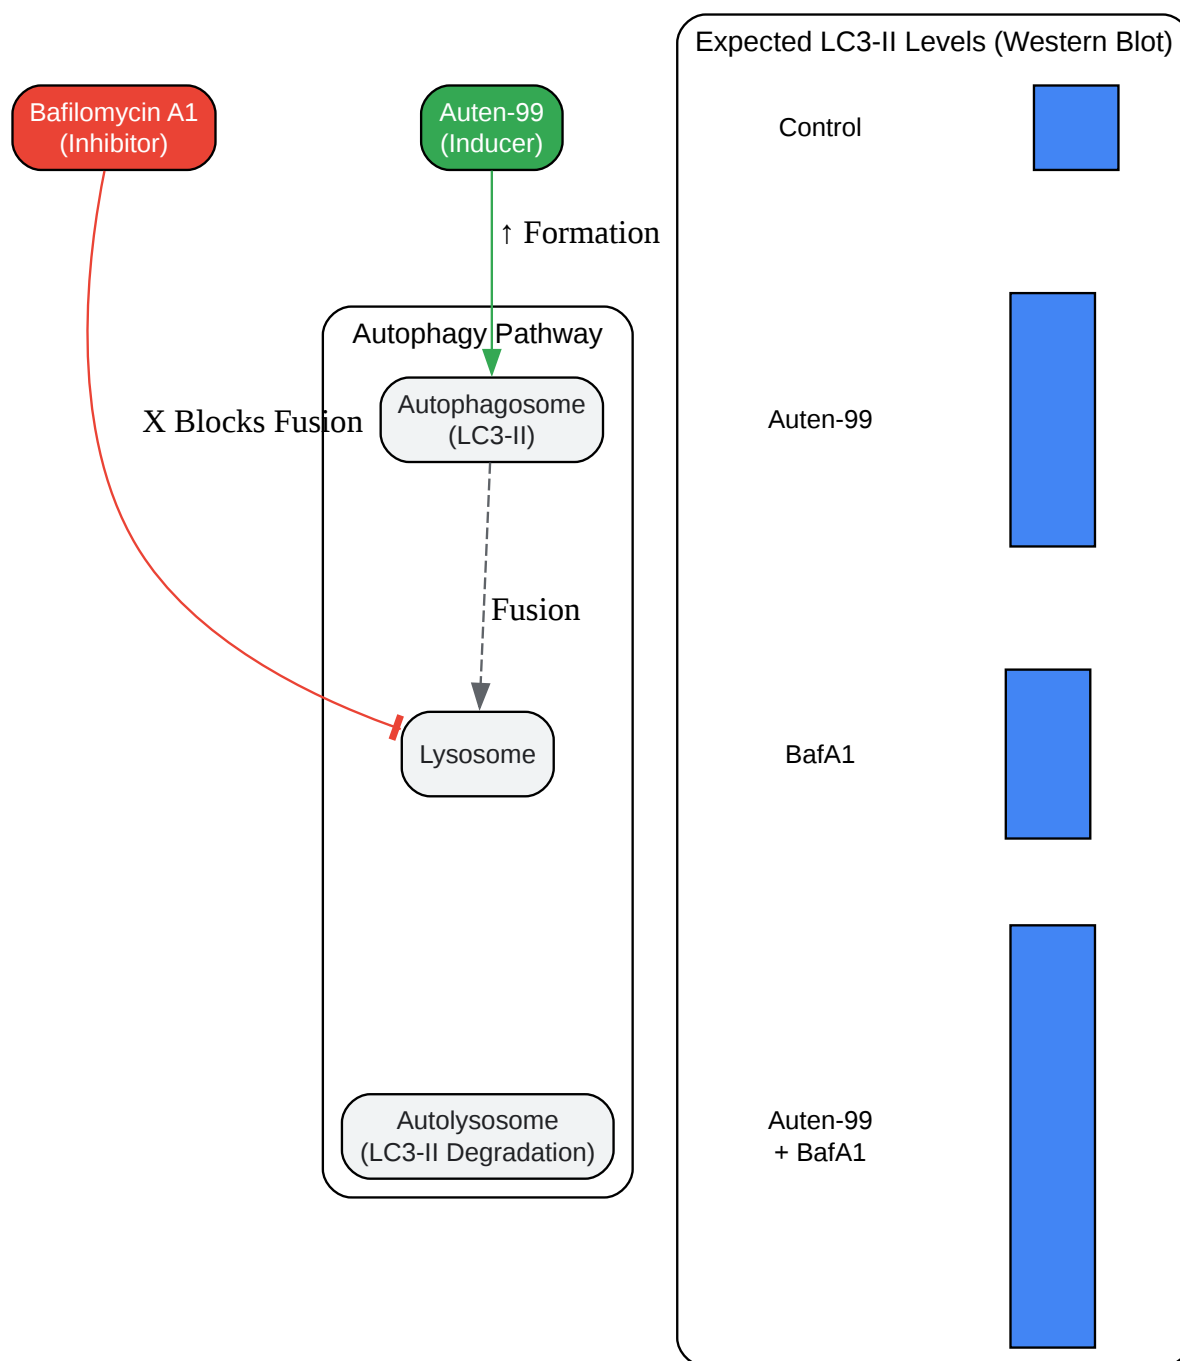 Expected LC3-II Levels (Western Blot)
Bafilomycin A1
(Inhibitor)
Auten-99
(Inducer)
Control
↑ Formation
Autophagy Pathway
X Blocks Fusion
Autophagosome
(LC3-II)
Auten-99
Fusion
Lysosome
BafA1
Autolysosome
(LC3-II Degradation)
Auten-99
+ BafA1